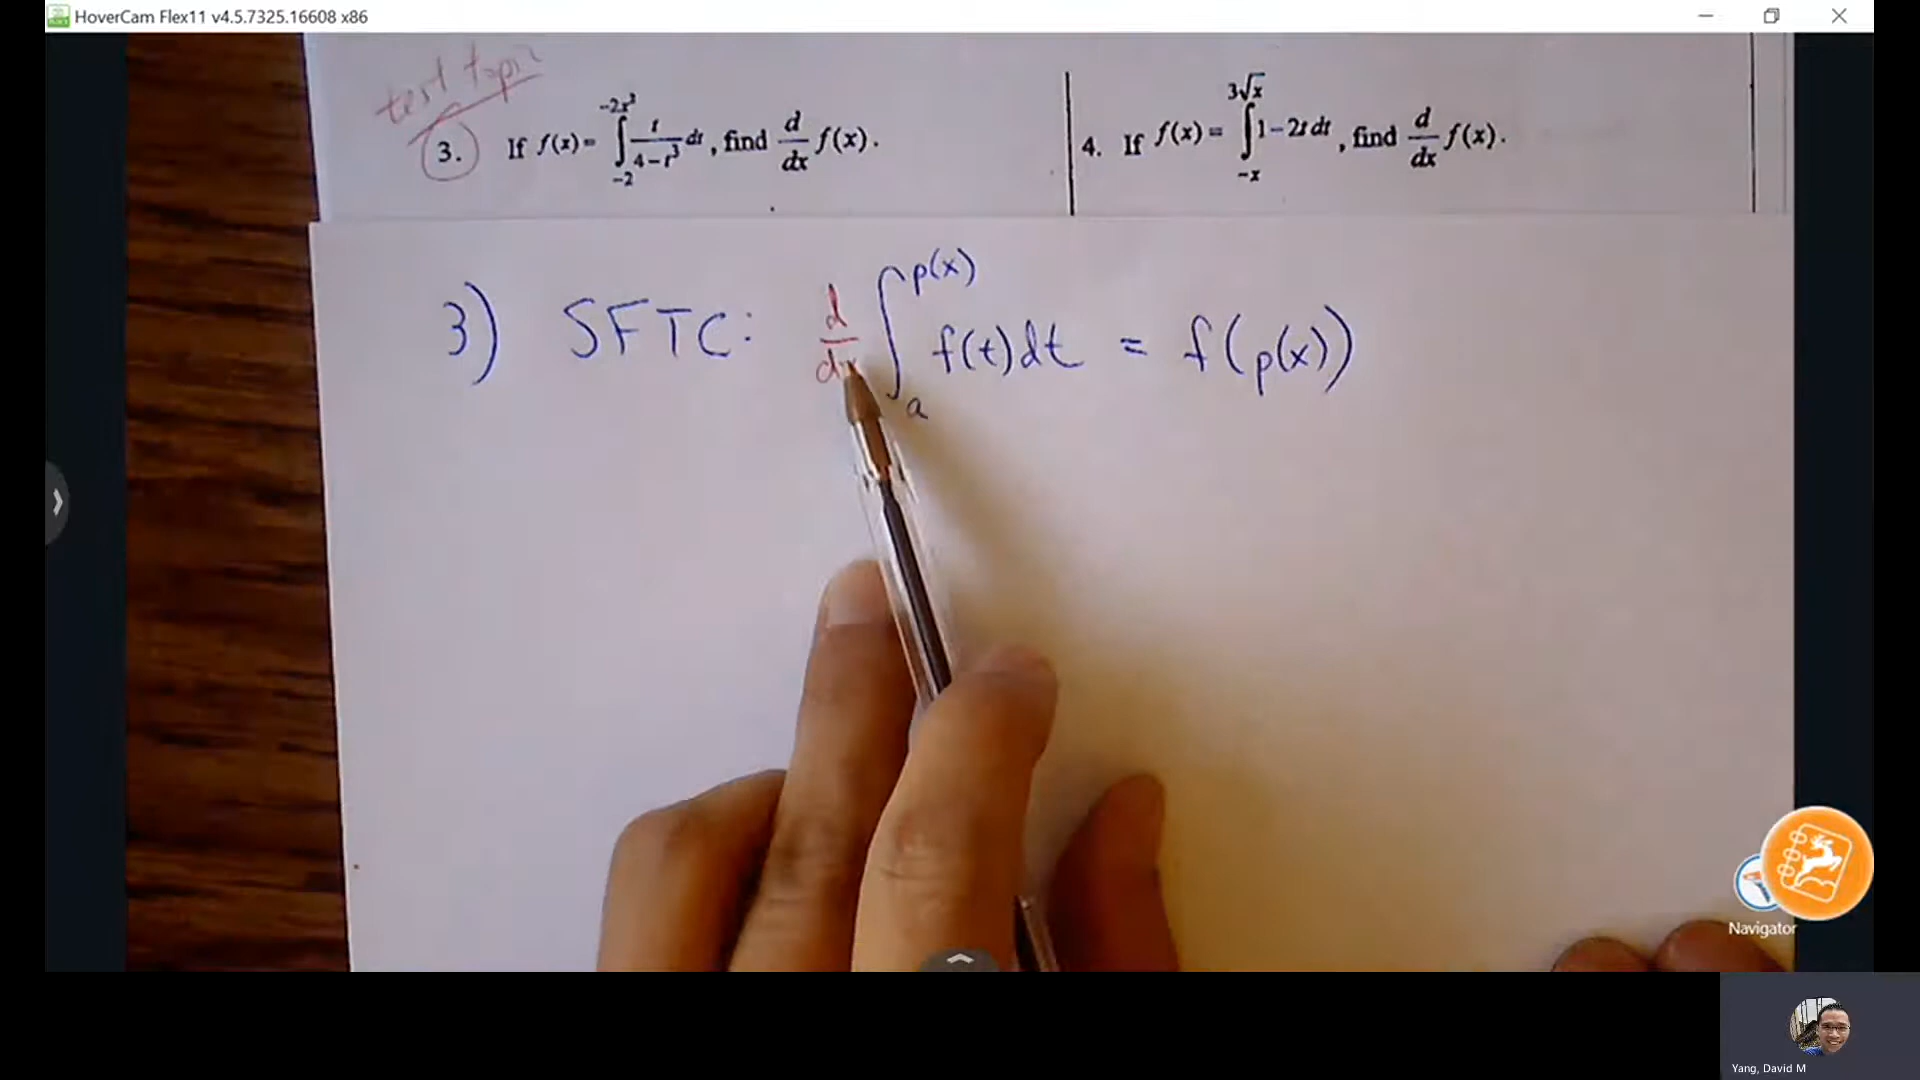 HoverCam Flex11 v4.5.7325.16608 x86
test topic
3. If f(x) = ∫_{-2}^{-2x³} t/(4-t³) dt, find d/dx f(x).
4. If f(x) = ∫_{-x}^{3√x} 1-2t dt, find d/dx f(x).
3) SFTC: d/dx ∫_a^{p(x)} f(t)dt = f(p(x))
Navigator
Yang, David M